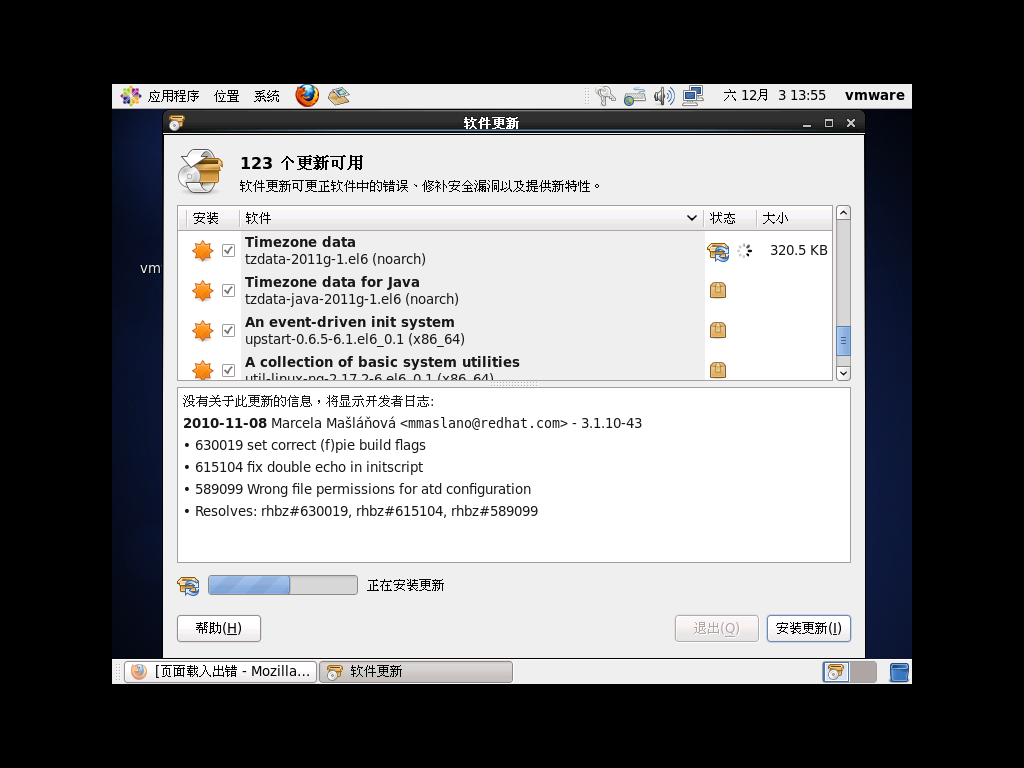 应用程序 位置 系统 六 12月 3 13:55 vmware
软件更新
123 个更新可用
软件更新可更正软件中的错误、修补安全漏洞以及提供新特性。
安装 软件 状态 大小
Timezone data
tzdata-2011g-1.el6 (noarch)
320.5 KB
Timezone data for Java
tzdata-java-2011g-1.el6 (noarch)
An event-driven init system
upstart-0.6.5-6.1.el6_0.1 (x86_64)
A collection of basic system utilities
util-linux-ng-2.17.2-6.el6_0.1 (x86_64)
vm
没有关于此更新的信息，将显示开发者日志:
2010-11-08 Marcela Mašláňová <mmaslano@redhat.com> - 3.1.10-43
• 630019 set correct (f)pie build flags
• 615104 fix double echo in initscript
• 589099 Wrong file permissions for atd configuration
• Resolves: rhbz#630019, rhbz#615104, rhbz#589099
正在安装更新
帮助(H) 退出(Q) 安装更新(I)
[页面载入出错 - Mozilla... 软件更新